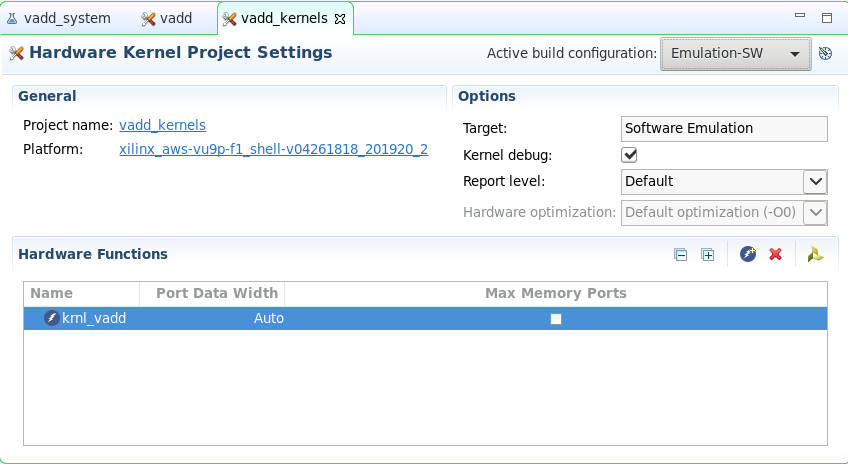 vadd_system vadd vadd_kernels
Hardware Kernel Project Settings Active build configuration: Emulation-SW
General Options
Project name: vadd_kernels Target: Software Emulation
Platform: xilinx_aws-vu9p-f1_shell-v04261818_201920_2 Kernel debug:
Report level: Default
Hardware optimization: Default optimization (-O0)
Hardware Functions
Name Port Data Width Max Memory Ports
krnl_vadd Auto